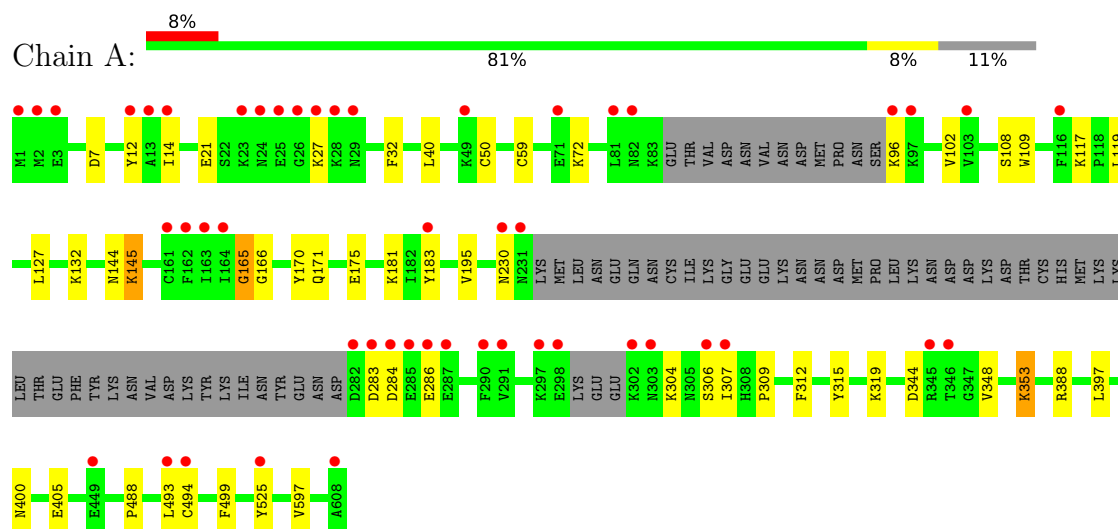 8%
Chain A:
81% 8% 11%
M1 M2 E3 D7 Y12 A13 I14 E21 S22 K23 N24 E25 G26 K27 K28 N29 F32 L40 K49 C50 C59 E71 K72 L81 N82 K83 GLU THR VAL ASP ASN VAL ASN ASP MET PRO ASN SER K96 K97 V102 V103 S108 W109 F116 K117 P118 L119
L127 K132 N144 K145 C161 F162 I163 I164 G165 G166 Y170 Q171 E175 K181 I182 Y183 V195 N230 N231 LYS MET LEU ASN GLU GLN ASN CYS ILE LYS GLY GLU GLU LYS ASN ASN ASP MET PRO LEU LYS ASN ASP ASP LYS ASP THR CYS HIS MET LYS LYS
LEU THR GLU PHE TYR LYS ASN VAL ASP LYS TYR LYS ILE ASN TYR GLU ASN ASP D282 D283 D284 E285 E286 E287 F290 V291 K297 E298 LYS GLU GLU K302 N303 K304 N305 S306 I307 H308 P309 F312 Y315 K319 D344 R345 T346 G347 V348 K353 R388 L397
N400 E405 E449 P488 L493 C494 F499 Y525 V597 A608